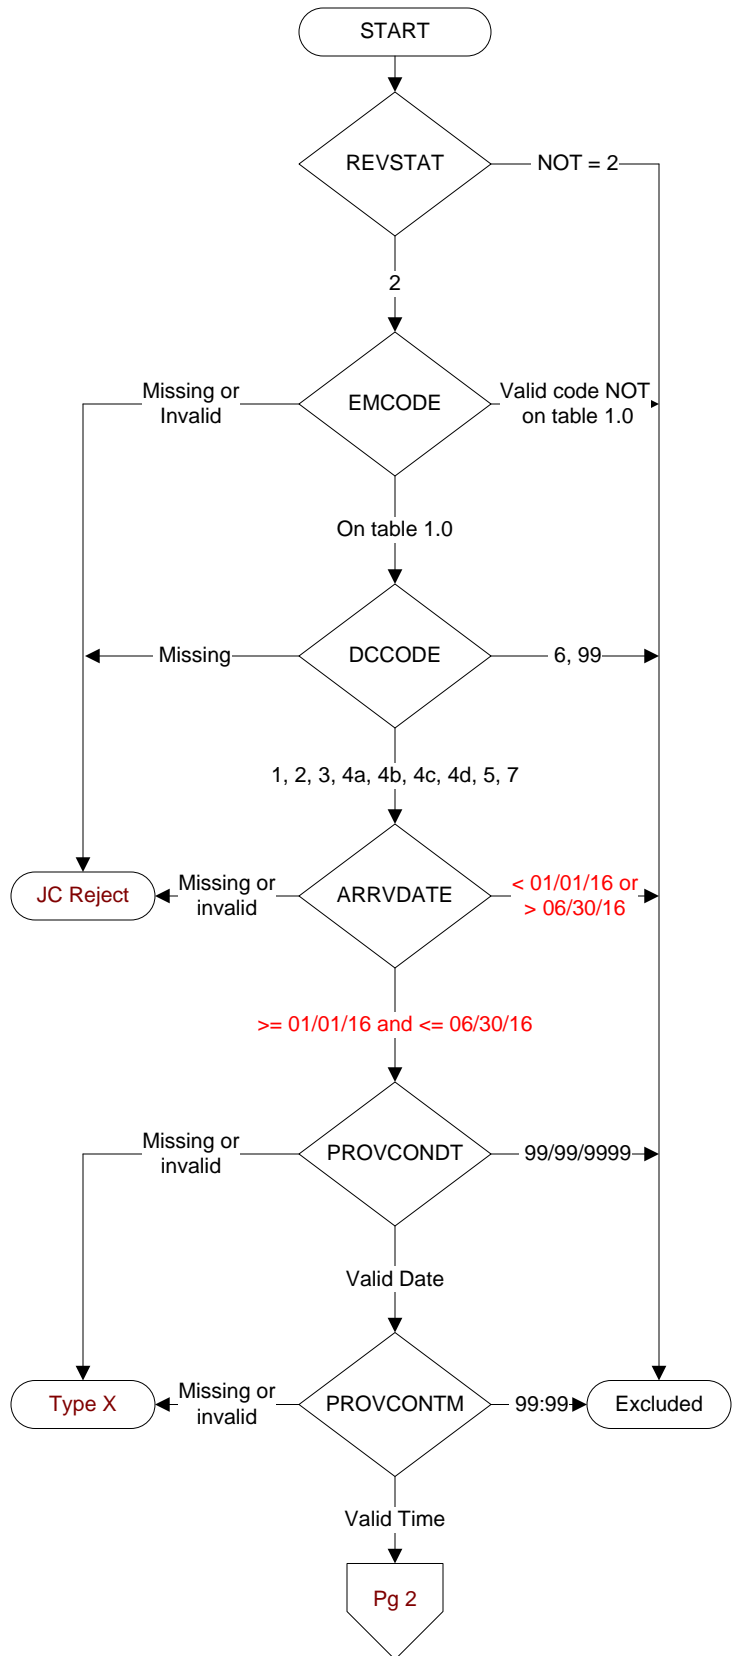 START
REVSTAT
NOT = 2
2
Missing or
Invalid
EMCODE
Valid code NOT
on table 1.0
On table 1.0
Missing
DCCODE
6, 99
1, 2, 3, 4a, 4b, 4c, 4d, 5, 7
JC Reject
Missing or
invalid
ARRVDATE
< 01/01/16 or
> 06/30/16
>= 01/01/16 and <= 06/30/16
Missing or
invalid
PROVCONDT
99/99/9999
Valid Date
Type X
Missing or
invalid
PROVCONTM
99:99
Excluded
Valid Time
Pg 2